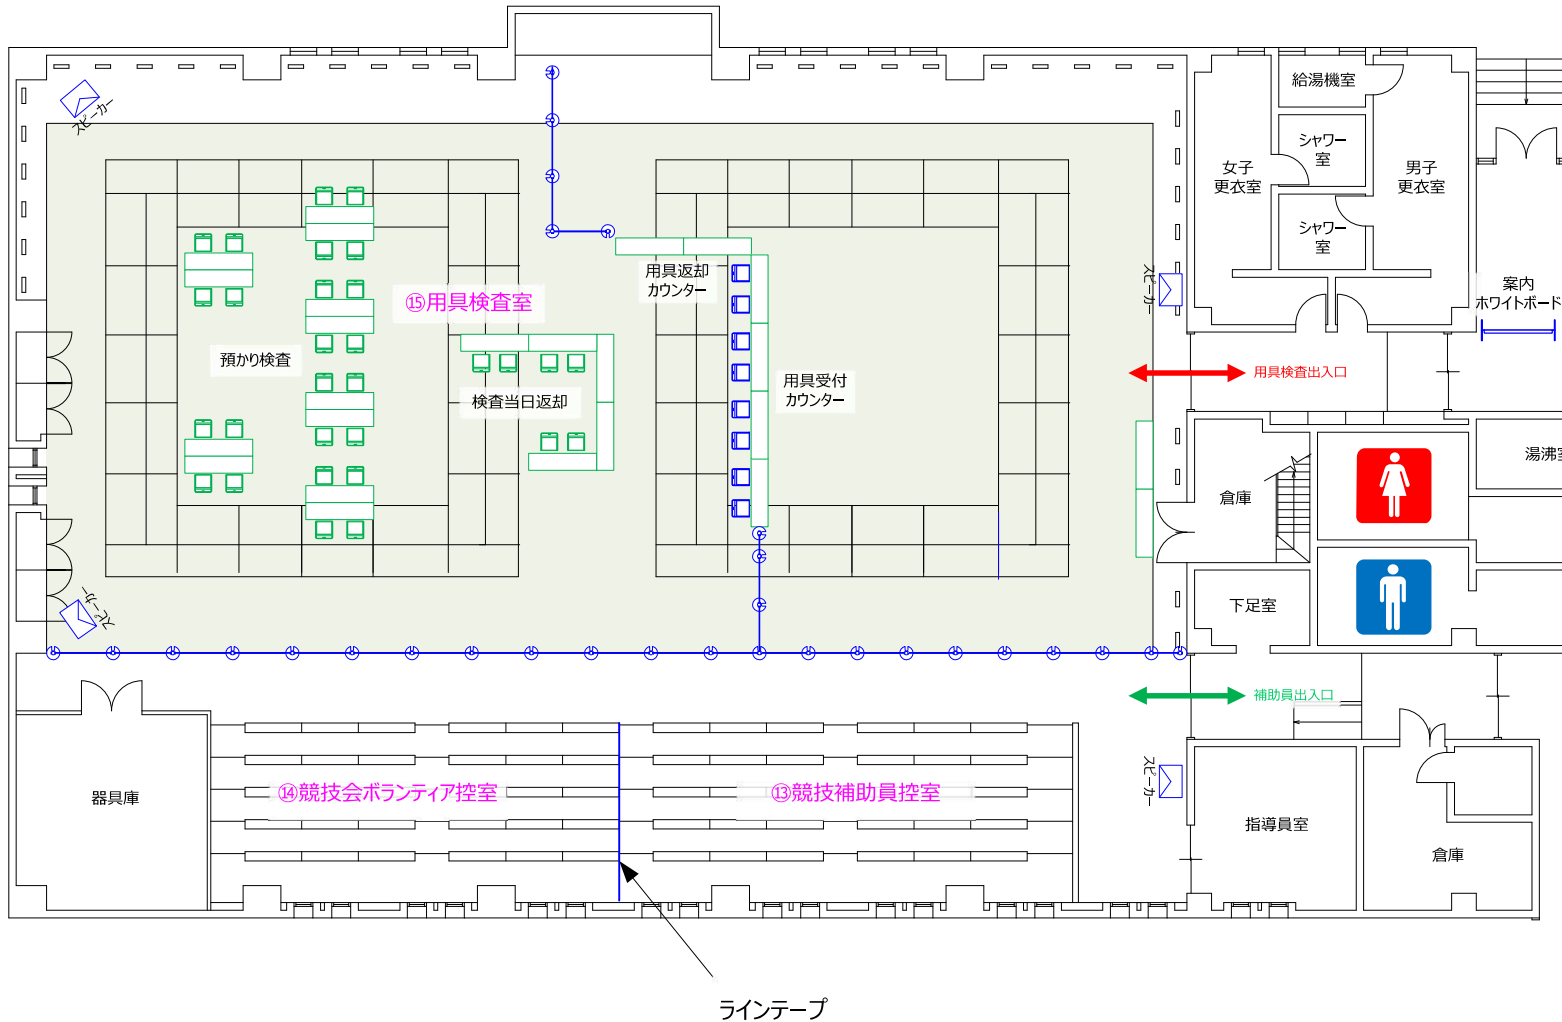 スピーカー
給湯機室
シャワー
室
女子
更衣室
男子
更衣室
シャワー
室
用具返却
カウンター
スピーカー
案内
ホワイトボード
⑮用具検査室
預かり検査
用具受付
カウンター
用具検査出入口
検査当日返却
湯沸室
倉庫
スピーカー
下足室
補助員出入口
スピーカー
器具庫
⑭競技会ボランティア控室
⑬競技補助員控室
指導員室
倉庫
ラインテープ